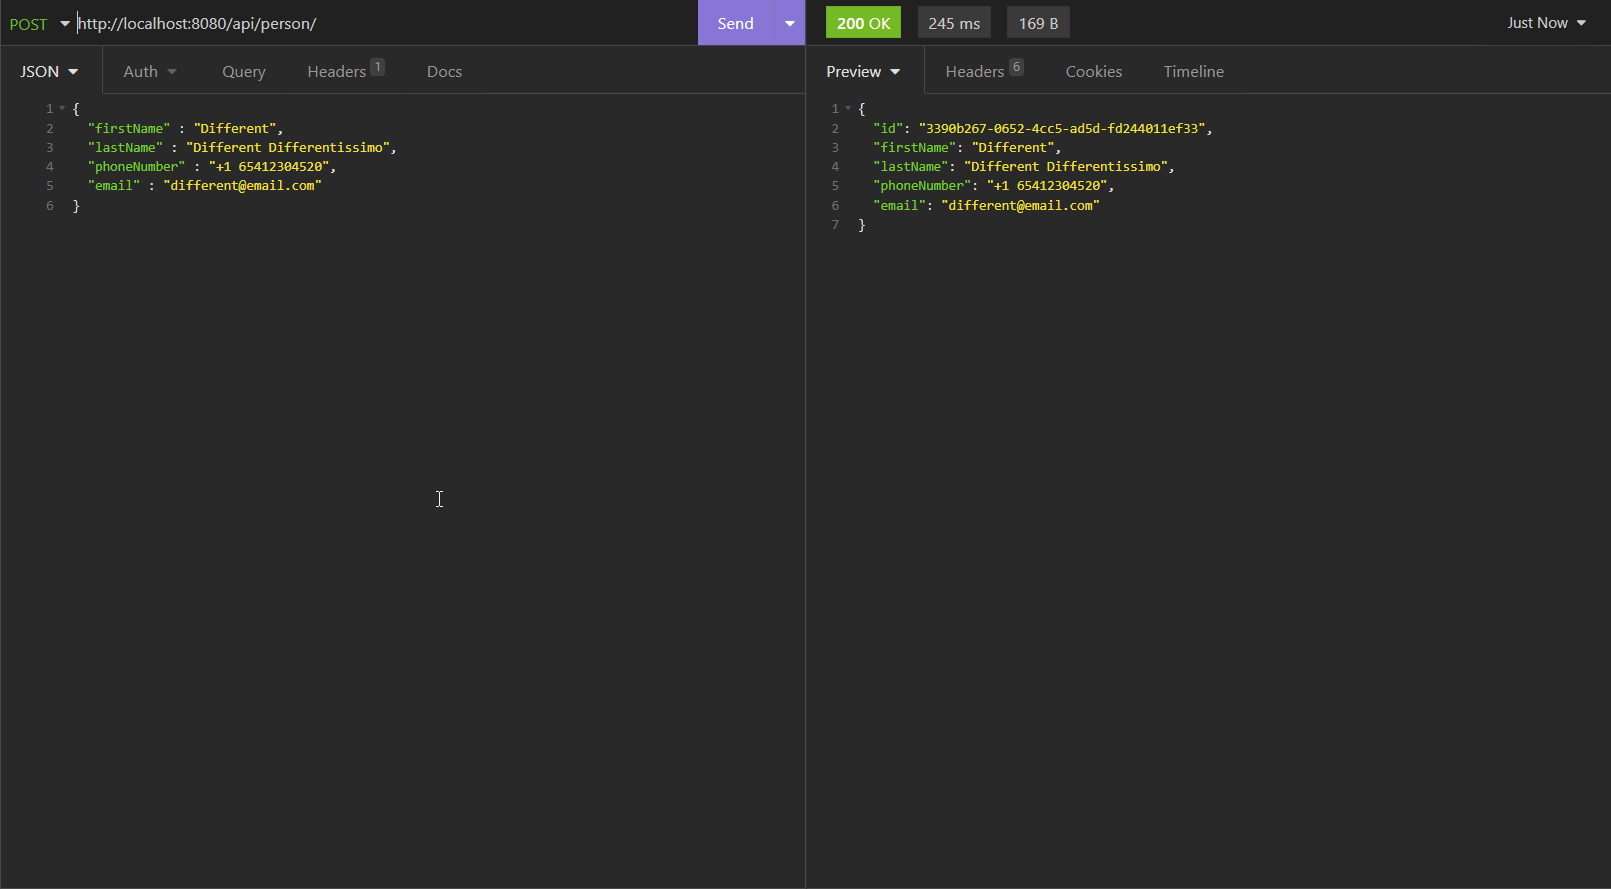 POST http://localhost:8080/api/person/ Send
200 OK 245 ms 169 B Just Now
JSON Auth Query Headers 1 Docs
1 {
2 "firstName" : "Different",
3 "lastName" : "Different Differentissimo",
4 "phoneNumber" : "+1 65412304520",
5 "email" : "different@email.com"
6 }
Preview Headers 6 Cookies Timeline
1 {
2 "id": "3390b267-0652-4cc5-ad5d-fd244011ef33",
3 "firstName": "Different",
4 "lastName": "Different Differentissimo",
5 "phoneNumber": "+1 65412304520",
6 "email": "different@email.com"
7 }